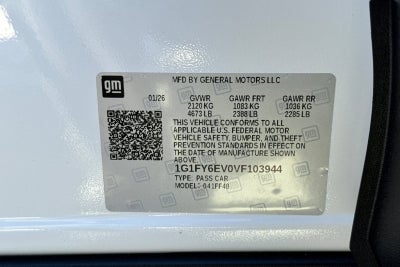 gm
MFD BY GENERAL MOTORS LLC
01/26 GVWR GAWR FRT GAWR RR
2120 KG 1083 KG 1036 KG
4673 LB 2388 LB 2285 LB
THIS VEHICLE CONFORMS TO ALL
APPLICABLE U.S. FEDERAL MOTOR
VEHICLE SAFETY, BUMPER, AND THEFT
PREVENTION STANDARDS IN EFFECT ON
THE DATE OF MANUFACTURE SHOWN
ABOVE.
1G1FY6EV0VF103944
TYPE: PASS CAR
MODEL: 041FF48